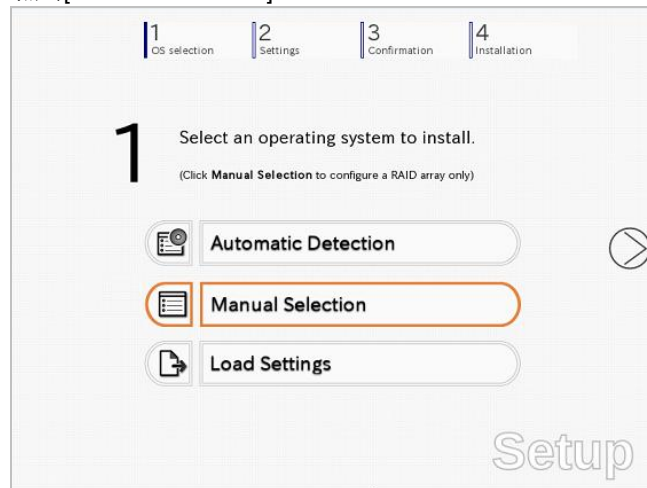 1
OS selection
2
Settings
3
Confirmation
4
Installation
1
Select an operating system to install.
(Click Manual Selection to configure a RAID array only)
Automatic Detection
Manual Selection
Load Settings
Setup